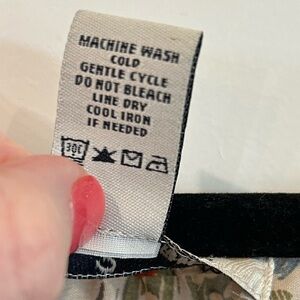 MACHINE WASH
COLD
GENTLE CYCLE
DO NOT BLEACH
LINE DRY
COOL IRON
IF NEEDED
30C